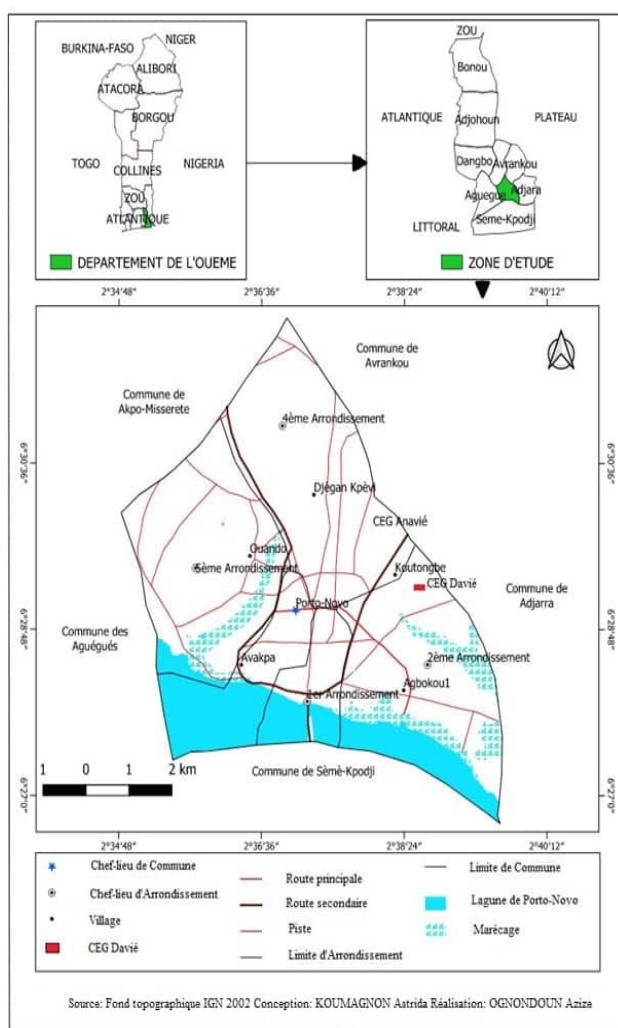 NIGER
BURKINA-FASO
ALIBORI
ATACORA
BORGOU
TOGO
NIGERIA
COLLINES
ZOU
ATLANTIQUE
DEPARTEMENT DE L'OUEME
ZOU
Bonou
ATLANTIQUE
Adjohoun
PLATEAU
Dangbo
Avrankou
Aguegue
Adjara
LITTORAL
Seme-Kpodji
ZONE D'ETUDE
2°34'48" 2°36'36" 2°38'24" 2°40'12"
Commune de
Avrankou
Commune de
Akpo-Misserete
4ème Arrondissement
6°30'36" 6°30'36"
Djègan Kpèvi
CEG Anavié
Ouando
5ème Arrondissement
Koutongbe
CEG Davié
Commune de
Adjarra
Porto-Novo
6°28'48" 6°28'48"
Commune des
Aguégués
Avakpa
2ème Arrondissement
Agbokou1
1er Arrondissement
1 0 1 2 km
Commune de Sèmè-Kpodji
6°27'0" 6°27'0"
2°34'48" 2°36'36" 2°38'24" 2°40'12"
Chef-lieu de Commune
Chef-lieu d'Arrondissement
Village
CEG Davié
Route principale
Route secondaire
Piste
Limite d'Arrondissement
Limite de Commune
Lagune de Porto-Novo
Marécage
Source: Fond topographique IGN 2002 Conception: KOUMAGNON Astrida Réalisation: OGNONDOUN Azize